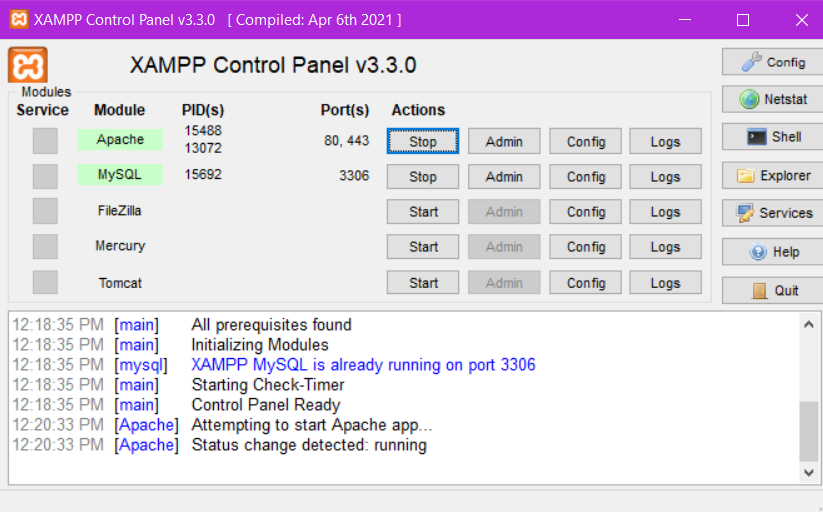 XAMPP Control Panel v3.3.0 [ Compiled: Apr 6th 2021 ]
XAMPP Control Panel v3.3.0
Config
Modules
Service Module PID(s) Port(s) Actions
Netstat
Apache 15488 13072 80, 443 Stop Admin Config Logs
Shell
MySQL 15692 3306 Stop Admin Config Logs
Explorer
FileZilla Start Admin Config Logs
Services
Mercury Start Admin Config Logs
Help
Tomcat Start Admin Config Logs
Quit
12:18:35 PM [main] All prerequisites found
12:18:35 PM [main] Initializing Modules
12:18:35 PM [mysql] XAMPP MySQL is already running on port 3306
12:18:35 PM [main] Starting Check-Timer
12:18:35 PM [main] Control Panel Ready
12:20:33 PM [Apache] Attempting to start Apache app...
12:20:33 PM [Apache] Status change detected: running